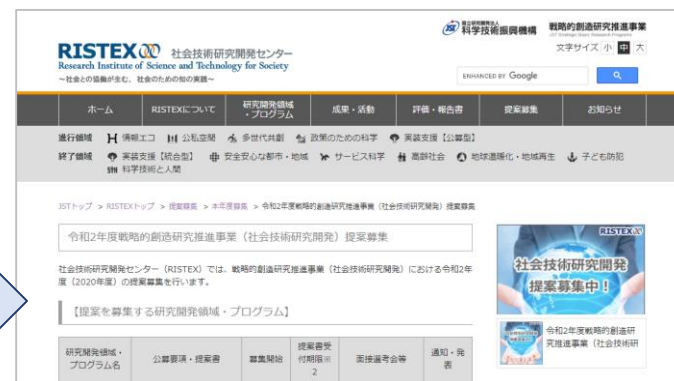 国立研究開発法人
科学技術振興機構
戦略的創造研究推進事業
JST Strategic Basic Research Programs
文字サイズ 小 中 大
RISTEX 社会技術研究開発センター
Research Institute of Science and Technology for Society
~社会との協働が生む、社会のための知の実践~
ENHANCED BY Google
ホーム
RISTEXについて
研究開発領域
・プログラム
成果・活動
評価・報告書
提案募集
お知らせ
進行領域 情報エコ 公私空間 多世代共創 政策のための科学 実装支援【公募型】
終了領域 実装支援【統合型】 安全安心な都市・地域 サービス科学 高齢社会 地球温暖化・地域再生 子ども防犯
科学技術と人間
JSTトップ > RISTEXトップ > 提案募集 > 本年度募集 > 令和2年度戦略的創造研究推進事業（社会技術研究開発）提案募集
令和2年度戦略的創造研究推進事業（社会技術研究開発）提案募集
社会技術研究開発センター（RISTEX）では、戦略的創造研究推進事業（社会技術研究開発）における令和2年
度（2020年度）の提案募集を行います。
【提案を募集する研究開発領域・プログラム】
研究開発領域・
プログラム名
公募要項・提案書
募集開始
提案書受
付期限※
2
面接選考会等
通知・発
表
RISTEX
社会技術研究開発
提案募集中！
令和2年度戦略的創造研
究推進事業（社会技術研